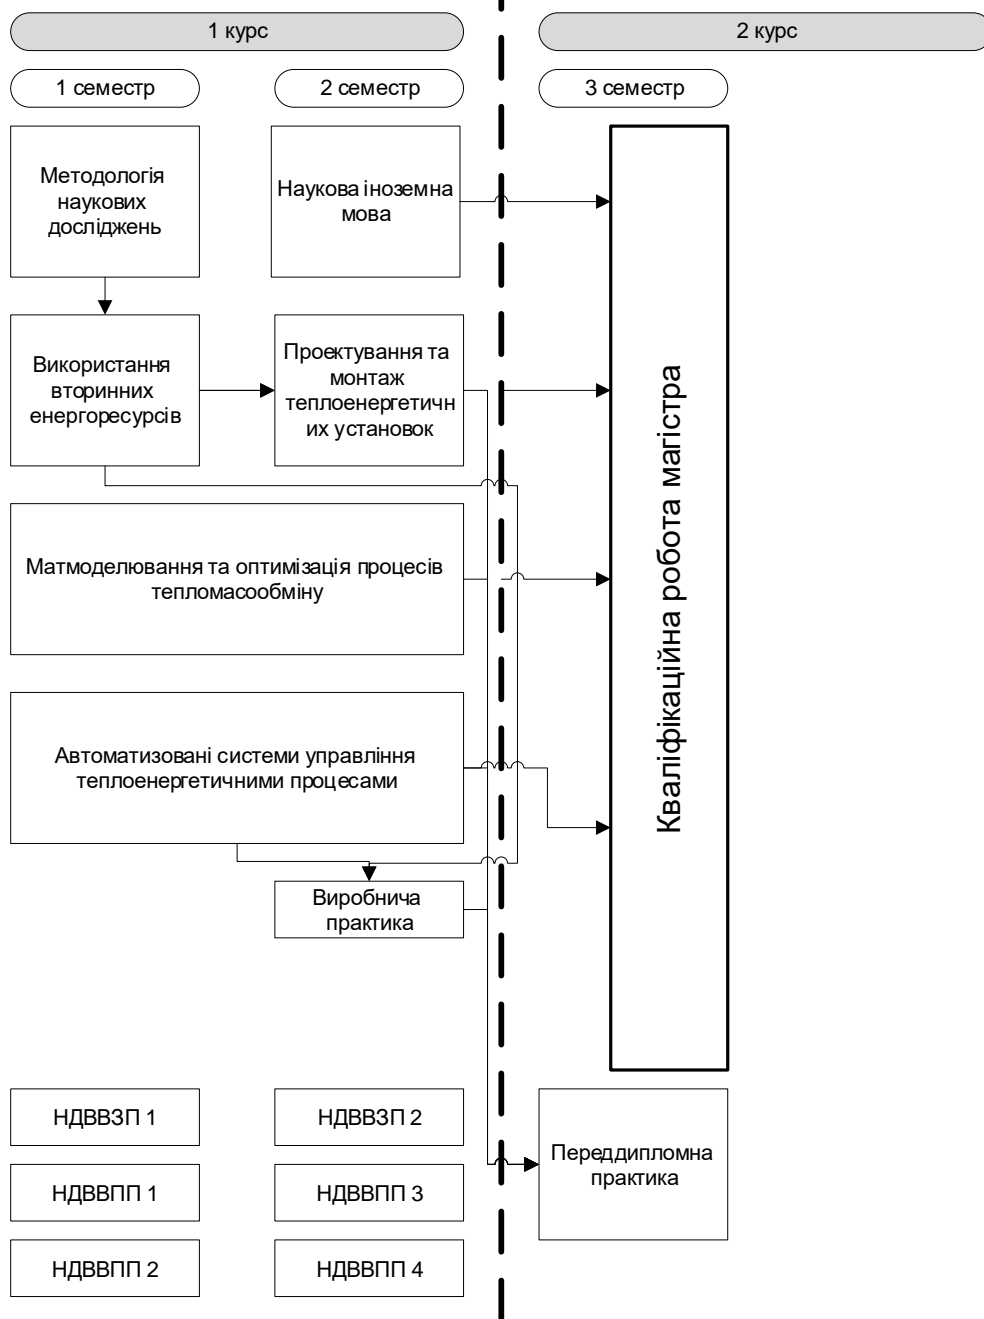 1 курс
2 курс
1 семестр
2 семестр
3 семестр
Методологія
наукових
досліджень
Наукова іноземна
мова
Використання
вторинних
енергоресурсів
Проектування та
монтаж
теплоенергетичн
их установок
Матмоделювання та оптимізація процесів
тепломасообміну
Автоматизовані системи управління
теплоенергетичними процесами
Виробнича
практика
Кваліфікаційна робота магістра
НДВВЗП 1
НДВВЗП 2
НДВВПП 1
НДВВПП 3
НДВВПП 2
НДВВПП 4
Переддипломна
практика